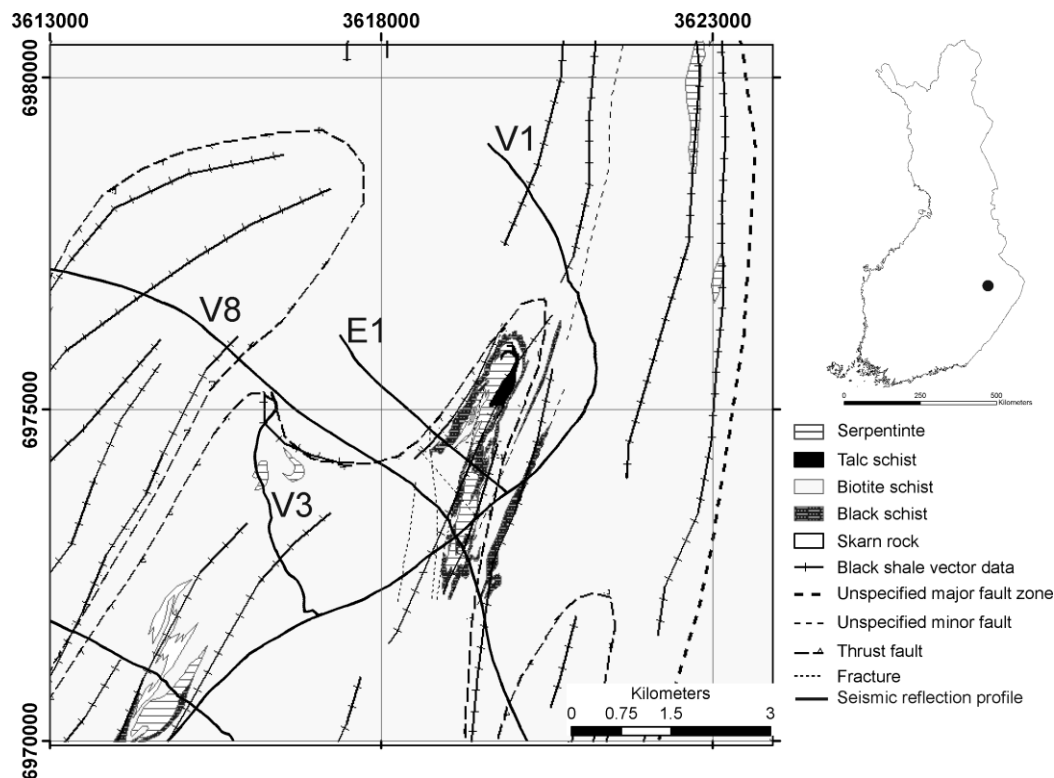 3613000
3618000
3623000
6980000
6975000
6970000
V1
V8
E1
V3
Kilometers
0 0.75 1.5 3
0 250 500
Kilometers
Serpentinte
Talc schist
Biotite schist
Black schist
Skarn rock
Black shale vector data
Unspecified major fault zone
Unspecified minor fault
Thrust fault
Fracture
Seismic reflection profile